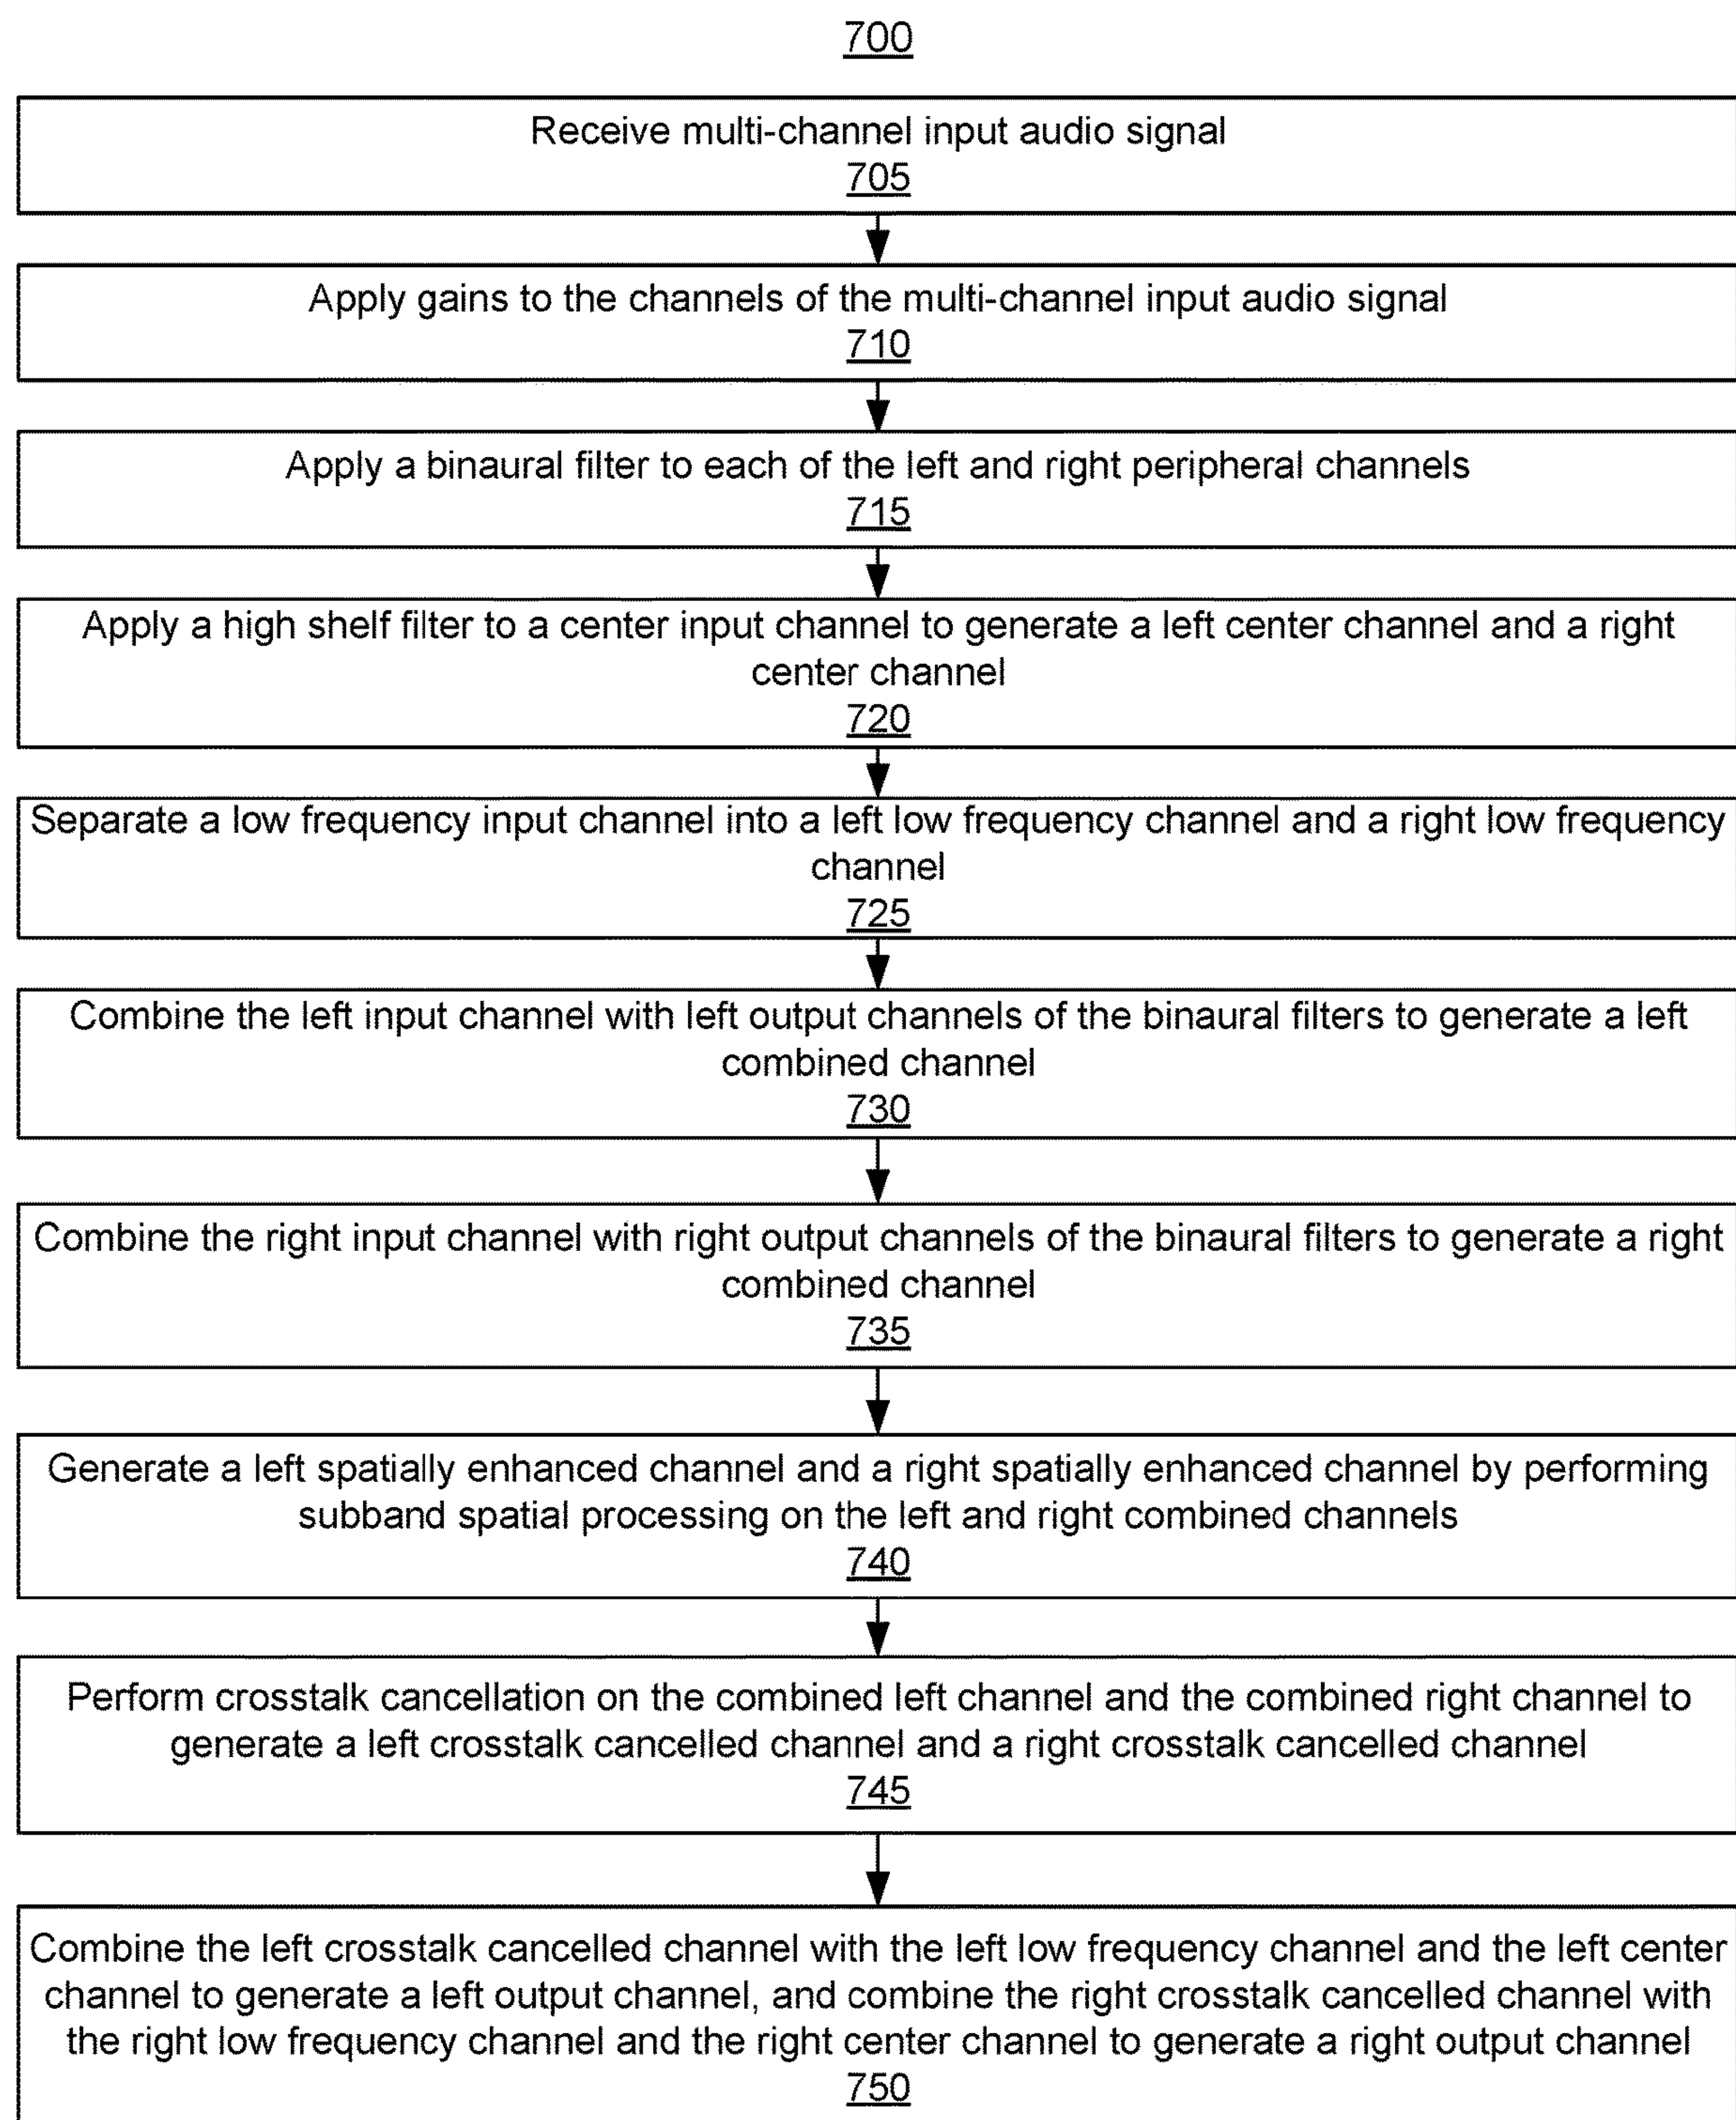 700
Receive multi-channel input audio signal
705
Apply gains to the channels of the multi-channel input audio signal
710
Apply a binaural filter to each of the left and right peripheral channels
715
Apply a high shelf filter to a center input channel to generate a left center channel and a right
center channel
720
Separate a low frequency input channel into a left low frequency channel and a right low frequency
channel
725
Combine the left input channel with left output channels of the binaural filters to generate a left
combined channel
730
Combine the right input channel with right output channels of the binaural filters to generate a right
combined channel
735
Generate a left spatially enhanced channel and a right spatially enhanced channel by performing
subband spatial processing on the left and right combined channels
740
Perform crosstalk cancellation on the combined left channel and the combined right channel to
generate a left crosstalk cancelled channel and a right crosstalk cancelled channel
745
Combine the left crosstalk cancelled channel with the left low frequency channel and the left center
channel to generate a left output channel, and combine the right crosstalk cancelled channel with
the right low frequency channel and the right center channel to generate a right output channel
750